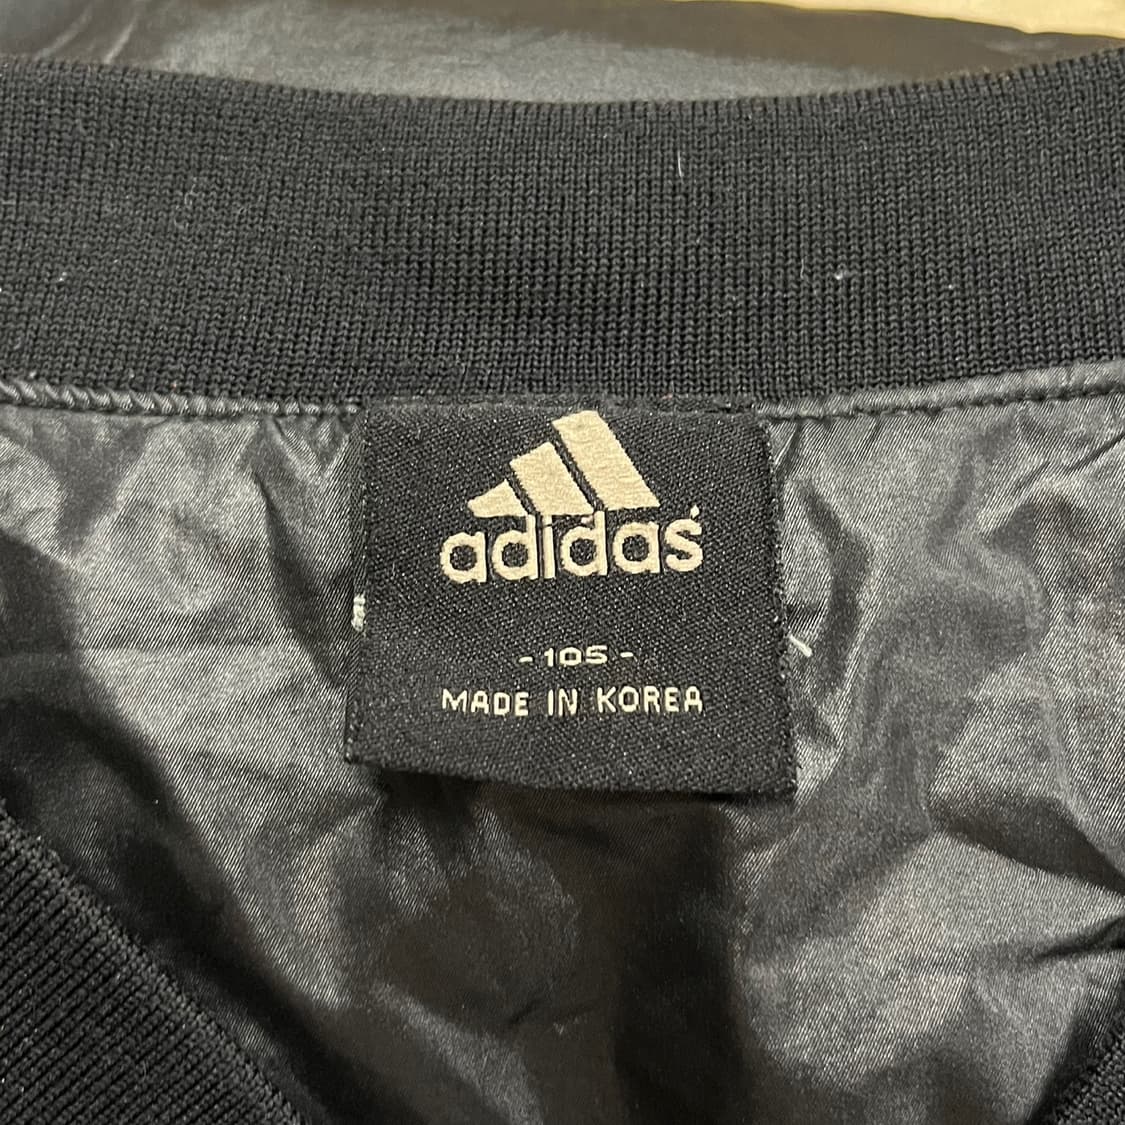 adidas
- 105 -
MADE IN KOREA